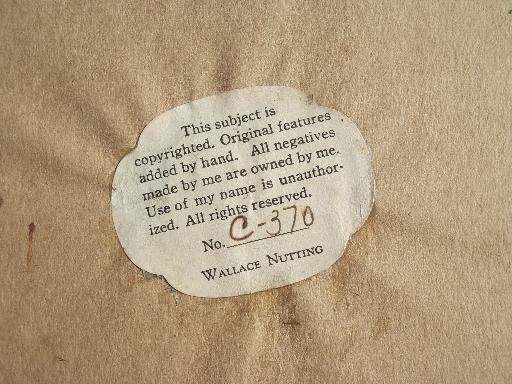 This subject is
copyrighted. Original features
added by hand. All negatives
made by me are owned by me.
Use of my name is unauthor-
ized. All rights reserved.
No. C-370
WALLACE NUTTING